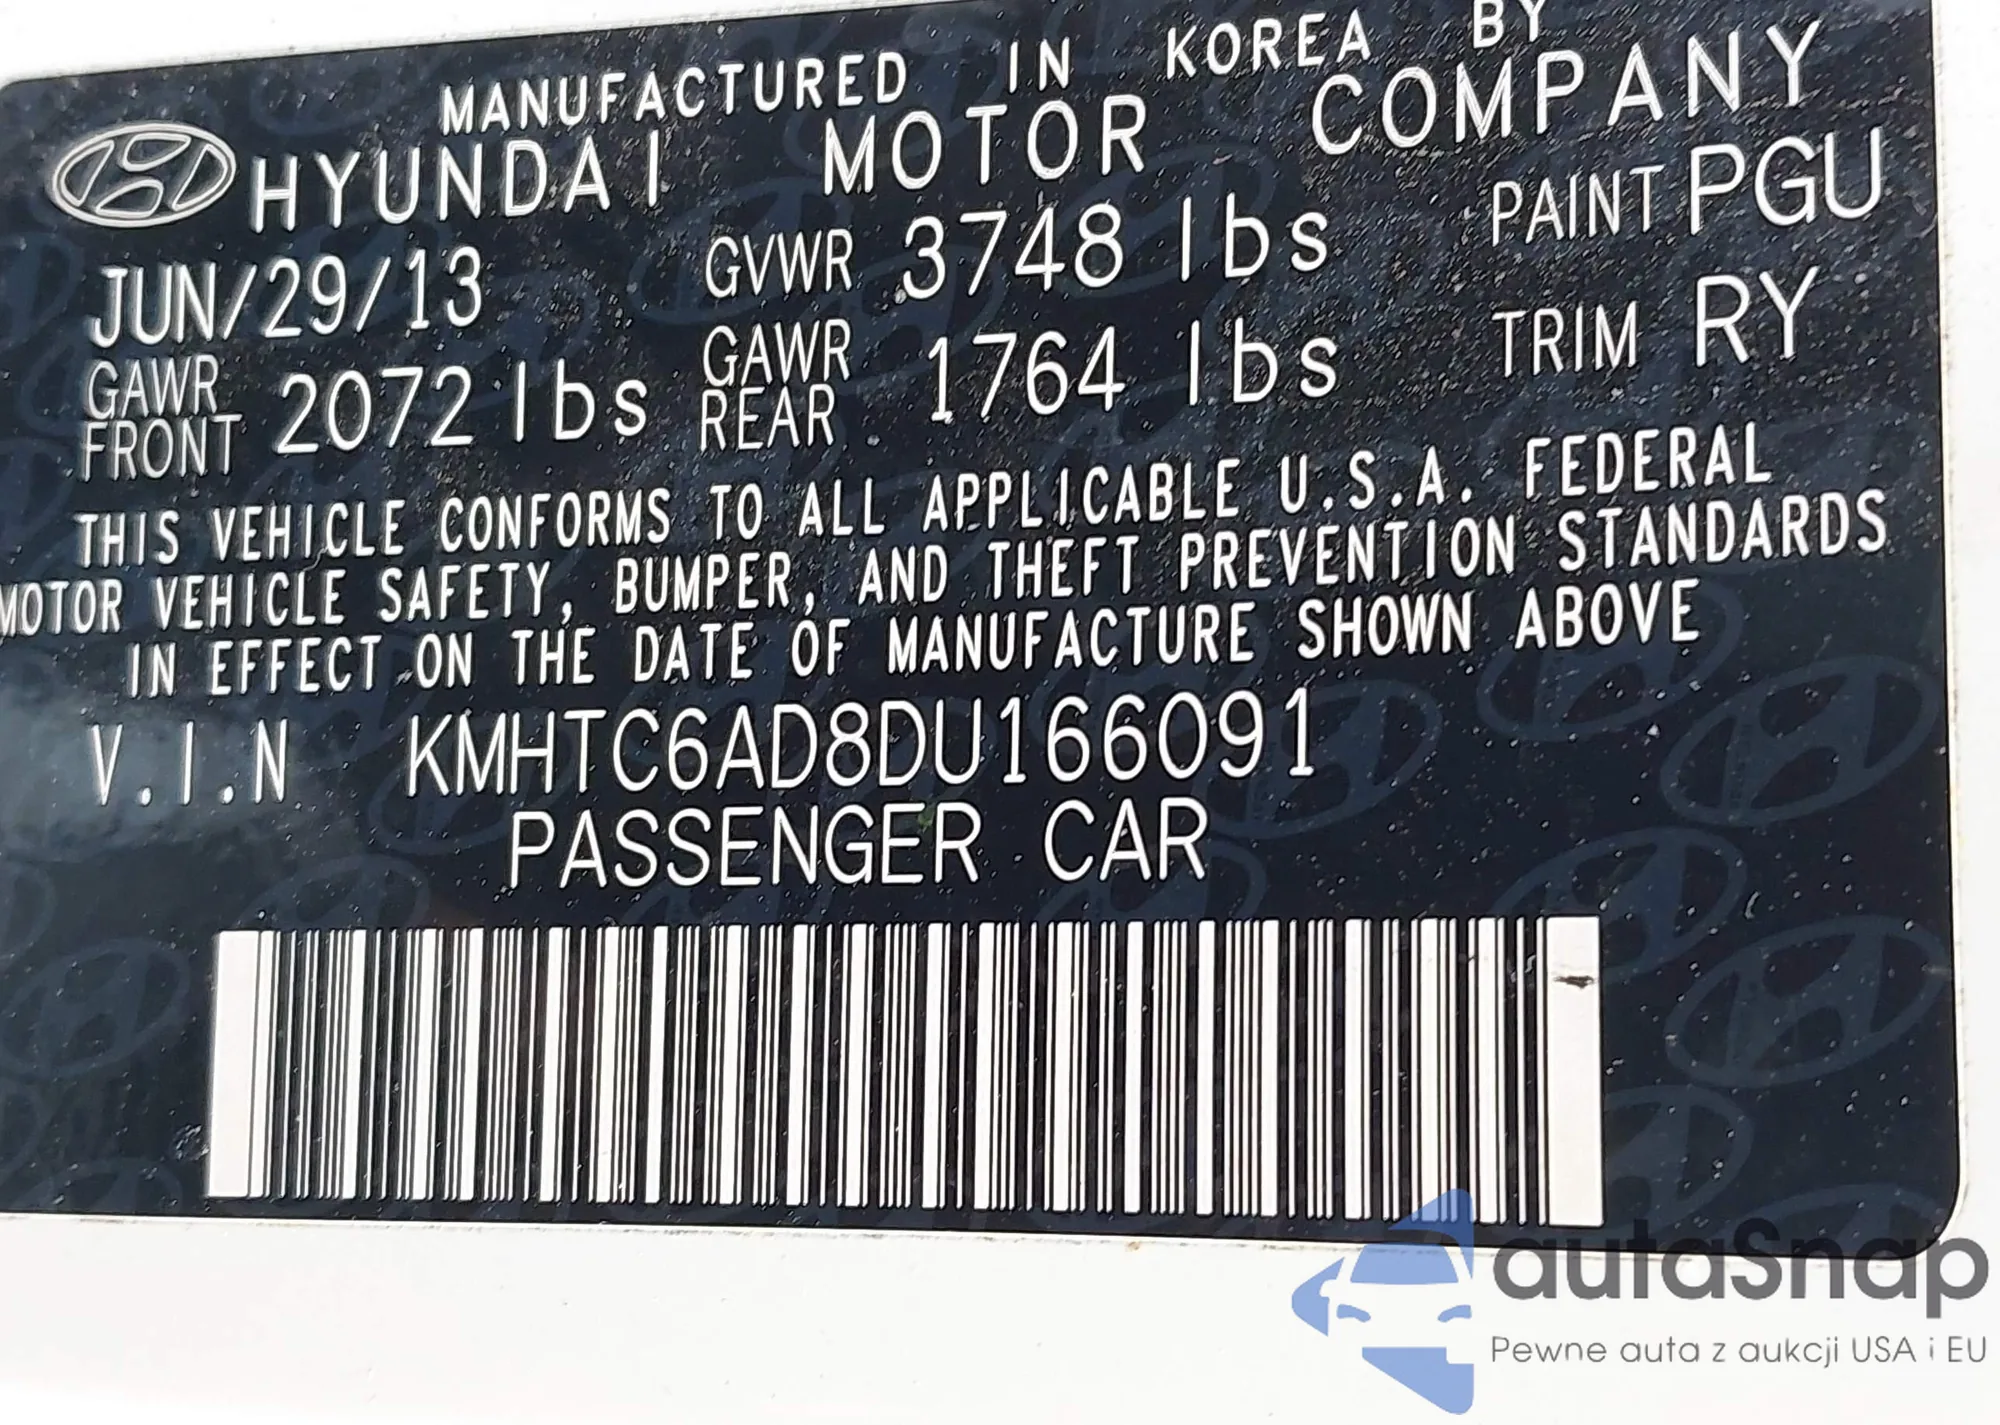 MANUFACTURED IN KOREA BY
HYUNDAI MOTOR COMPANY
JUN/29/13 GVWR 3748 lbs PAINT PGU
GAWR FRONT 2072 lbs GAWR REAR 1764 lbs TRIM RY
THIS VEHICLE CONFORMS TO ALL APPLICABLE U.S.A. FEDERAL
MOTOR VEHICLE SAFETY, BUMPER, AND THEFT PREVENTION STANDARDS
IN EFFECT ON THE DATE OF MANUFACTURE SHOWN ABOVE
V.I.N KMHTC6AD8DU166091
PASSENGER CAR
autaSnap
Pewne auta z aukcji USA i EU